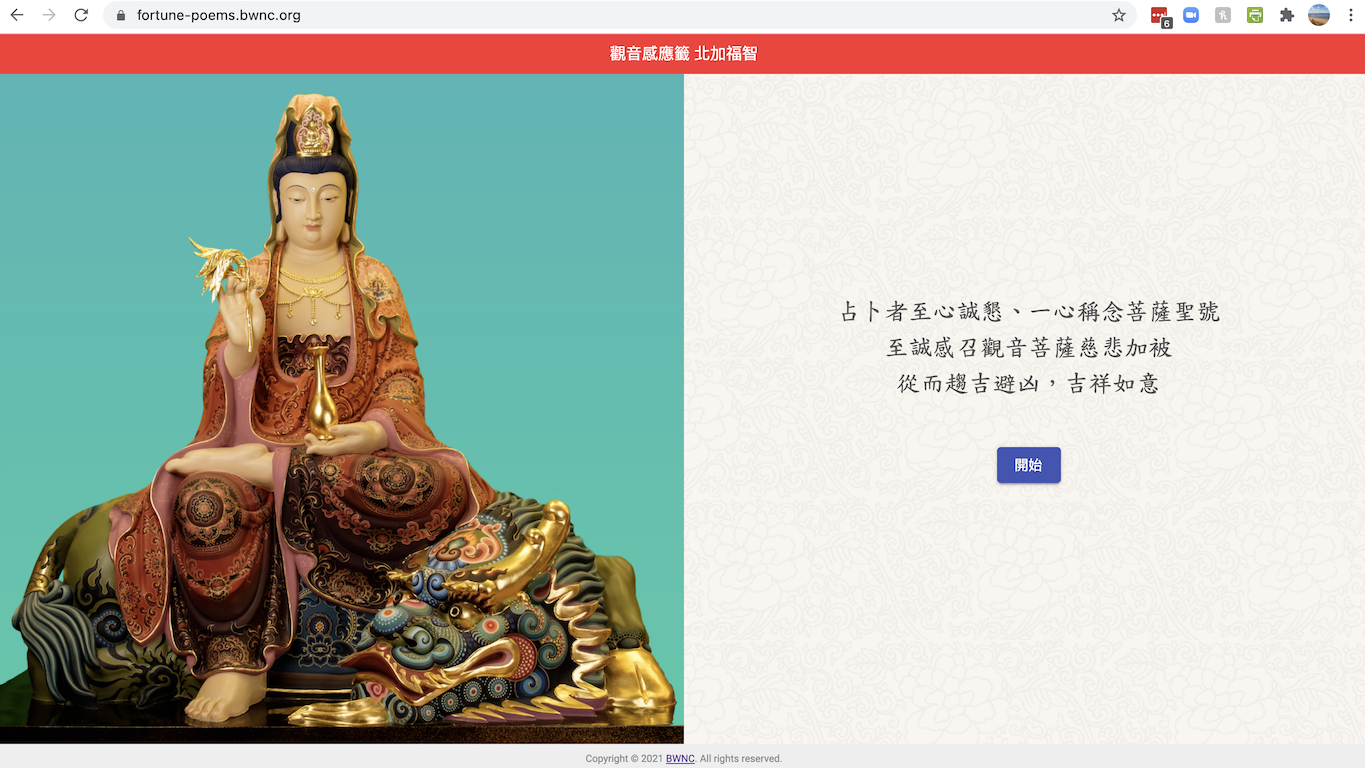 fortune-poems.bwnc.org
6
觀音感應籤 北加福智
占卜者至心誠懇、一心稱念菩薩聖號
至誠感召觀音菩薩慈悲加被
從而趨吉避凶，吉祥如意
開始
Copyright © 2021 BWNC. All rights reserved.